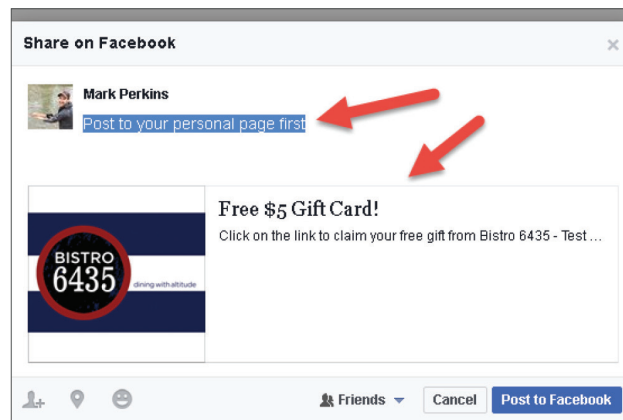 Share on Facebook
Mark Perkins
Post to your personal page first
Free $5 Gift Card!
Click on the link to claim your free gift from Bistro 6435 - Test ...
BISTRO
6435
dining with altitude
Friends
Cancel
Post to Facebook